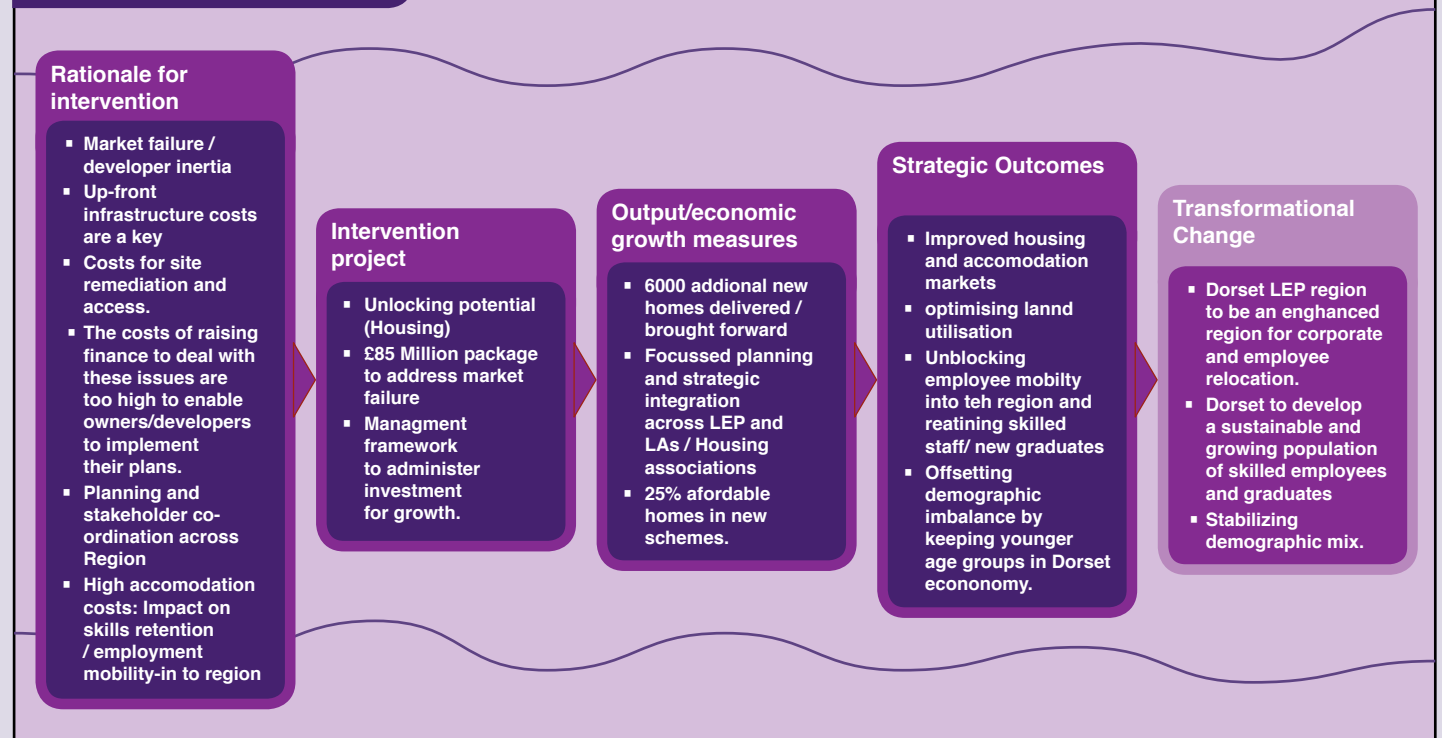 Rationale for
intervention
▪ Market failure /
developer inertia
▪ Up-front
infrastructure costs
are a key
▪ Costs for site
remediation and
access.
▪ The costs of raising
finance to deal with
these issues are
too high to enable
owners/developers
to implement
their plans.
▪ Planning and
stakeholder co-
ordination across
Region
▪ High accomodation
costs: Impact on
skills retention
/ employment
mobility-in to region
Intervention
project
▪ Unlocking potential
(Housing)
▪ £85 Million package
to address market
failure
▪ Managment
framework
to administer
investment
for growth.
Output/economic
growth measures
▪ 6000 addional new
homes delivered /
brought forward
▪ Focussed planning
and strategic
integration
across LEP and
LAs / Housing
associations
▪ 25% afordable
homes in new
schemes.
Strategic Outcomes
▪ Improved housing
and accomodation
markets
▪ optimising lannd
utilisation
▪ Unblocking
employee mobilty
into teh region and
reatining skilled
staff/ new graduates
▪ Offsetting
demographic
imbalance by
keeping younger
age groups in Dorset
econonomy.
Transformational
Change
▪ Dorset LEP region
to be an enghanced
region for corporate
and employee
relocation.
▪ Dorset to develop
a sustainable and
growing population
of skilled employees
and graduates
▪ Stabilizing
demographic mix.